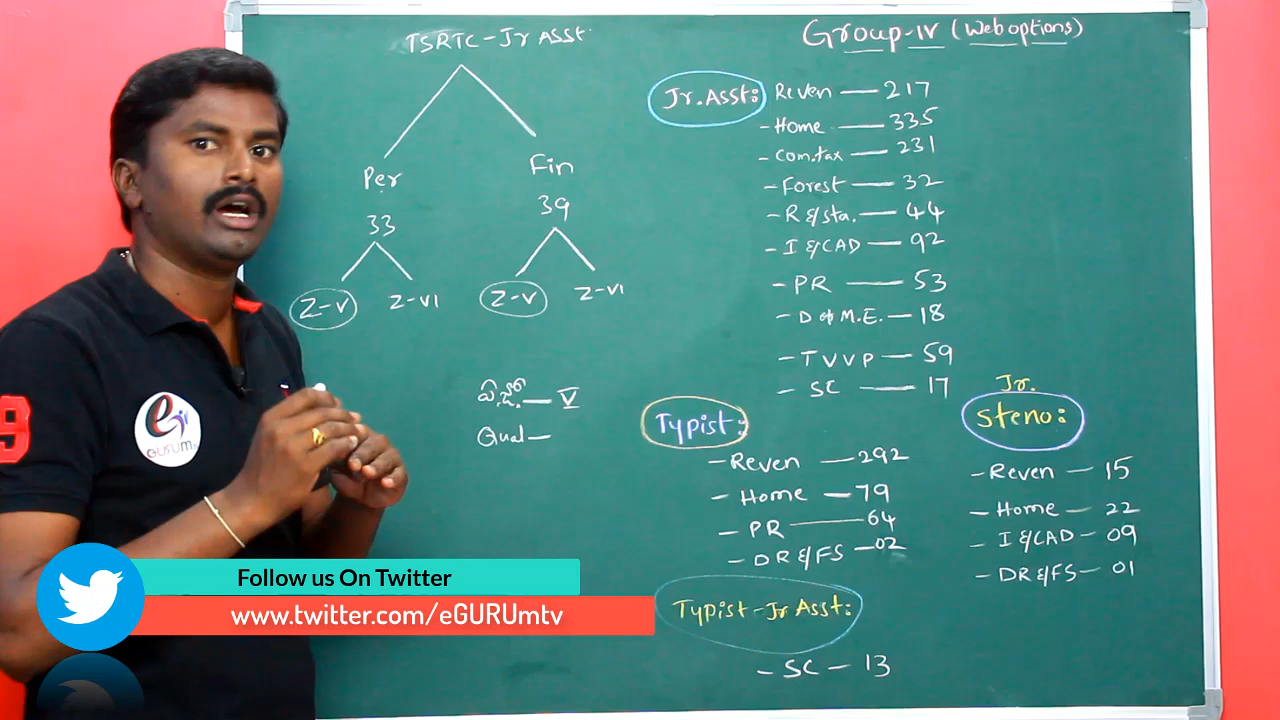 TSRTC - Jr Asst.
Per Fin
33 39
Z-V Z-VI Z-V Z-VI
V
Qual —
Group-IV (Web options)
Jr. Asst: Reven — 217
- Home — 335
- Com.tax — 231
- Forest — 32
- R & Sta. — 44
- I & CAD — 92
- PR — 53
- D of M.E. — 18
- TVVP — 59
- SC — 17
Typist:
- Reven — 292
- Home — 79
- PR — 64
- DR & FS — 02
Jr.
Steno:
- Reven — 15
- Home — 22
- I & CAD — 09
- DR & FS — 01
Typist - Jr Asst:
- SC — 13
9
eGURUm
Follow us On Twitter
www.twitter.com/eGURUmtv